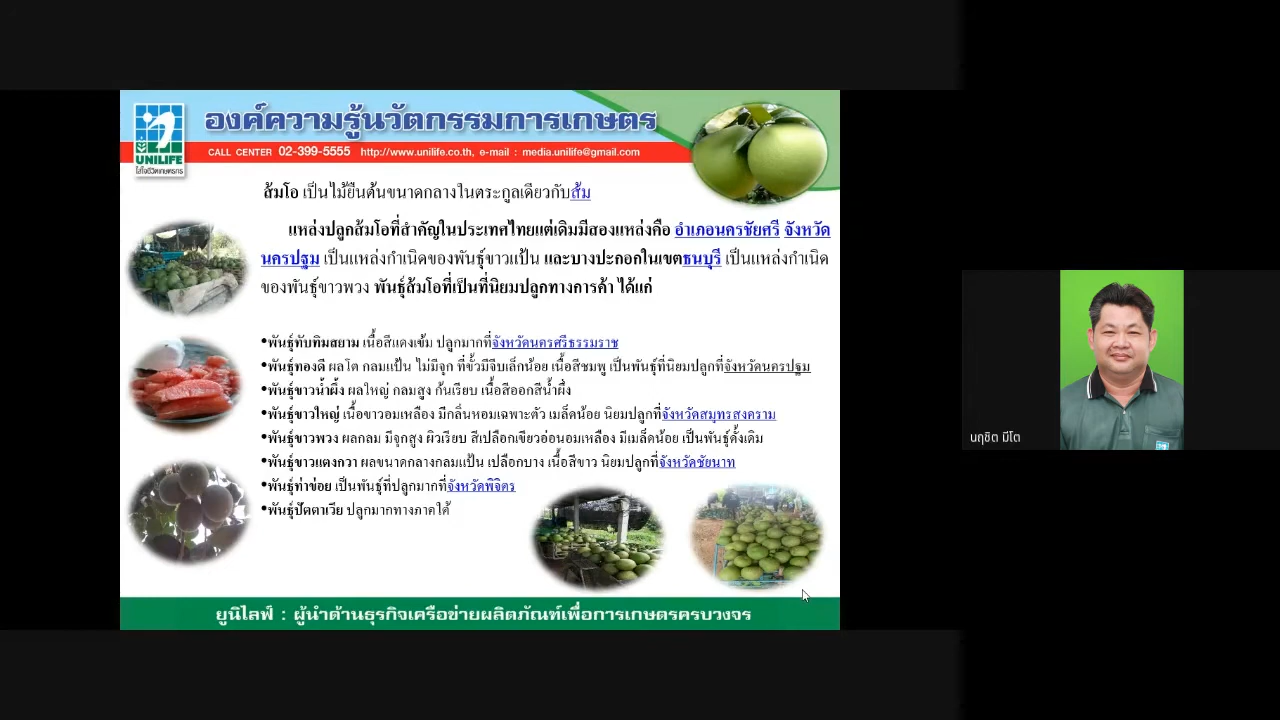 องค์ความรู้นวัตกรรมการเกษตร
UNILIFE
ใส่ใจชีวิตเกษตรกร
CALL CENTER 02-399-5555 http://www.unilife.co.th, e-mail : media.unilife@gmail.com
ส้มโอ เป็นไม้ยืนต้นขนาดกลางในตระกูลเดียวกับส้ม
แหล่งปลูกส้มโอที่สำคัญในประเทศไทยแต่เดิมมีสองแหล่งคือ อำเภอนครชัยศรี จังหวัด
นครปฐม เป็นแหล่งกำเนิดของพันธุ์ขาวแป้น และบางปะกอกในเขตธนบุรี เป็นแหล่งกำเนิด
ของพันธุ์ขาวพวง พันธุ์ส้มโอที่เป็นที่นิยมปลูกทางการค้า ได้แก่
•พันธุ์ทับทิมสยาม เนื้อสีแดงเข้ม ปลูกมากที่จังหวัดนครศรีธรรมราช
•พันธุ์ทองดี ผลโต กลมแป้น ไม่มีจุก ที่ขั้วมีจีบเล็กน้อย เนื้อสีชมพู เป็นพันธุ์ที่นิยมปลูกที่จังหวัดนครปฐม
•พันธุ์ขาวน้ำผึ้ง ผลใหญ่ กลมสูง ก้นเรียบ เนื้อสีออกสีน้ำผึ้ง
•พันธุ์ขาวใหญ่ เนื้อขาวอมเหลือง มีกลิ่นหอมเฉพาะตัว เมล็ดน้อย นิยมปลูกที่จังหวัดสมุทรสงคราม
•พันธุ์ขาวพวง ผลกลม มีจุกสูง ผิวเรียบ สีเปลือกเขียวอ่อนอมเหลือง มีเมล็ดน้อย เป็นพันธุ์ดั้งเดิม
•พันธุ์ขาวแตงกวา ผลขนาดกลางกลมแป้น เปลือกบาง เนื้อสีขาว นิยมปลูกที่จังหวัดชัยนาท
•พันธุ์ท่าข่อย เป็นพันธุ์ที่ปลูกมากที่จังหวัดพิจิตร
•พันธุ์ปัตตาเวีย ปลูกมากทางภาคใต้
ยูนิไลฟ์ : ผู้นำด้านธุรกิจเครือข่ายผลิตภัณฑ์เพื่อการเกษตรครบวงจร
นฤชิต มีโต